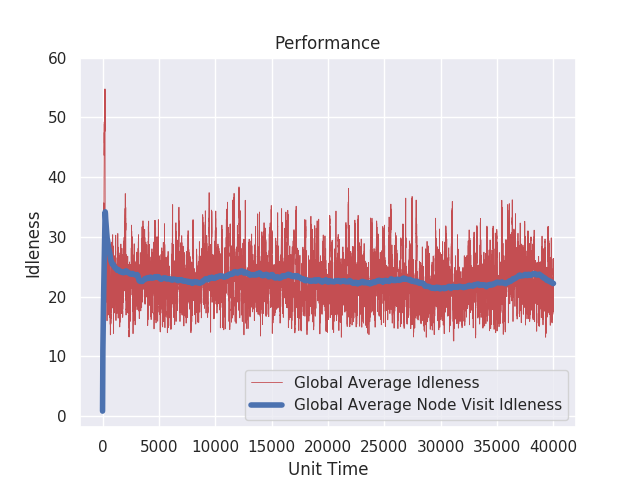 Performance
60
50
40
30
20
10
0
Idleness
0 5000 10000 15000 20000 25000 30000 35000 40000
Unit Time
Global Average Idleness
Global Average Node Visit Idleness